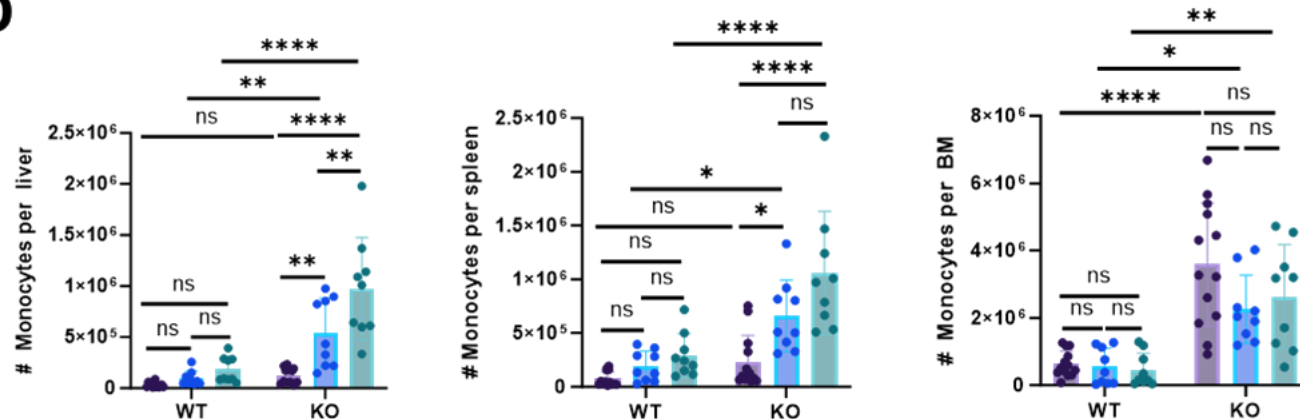 ****
**
ns
****
**
**
ns
ns
ns
# Monocytes per liver
2.5×10⁶
2×10⁶
1.5×10⁶
1×10⁶
5×10⁵
0
WT
KO
****
****
ns
*
ns
*
ns
ns
ns
# Monocytes per spleen
2.5×10⁶
2×10⁶
1.5×10⁶
1×10⁶
5×10⁵
0
WT
KO
**
*
****
ns
ns
ns
ns
ns
ns
# Monocytes per BM
8×10⁶
6×10⁶
4×10⁶
2×10⁶
0
WT
KO